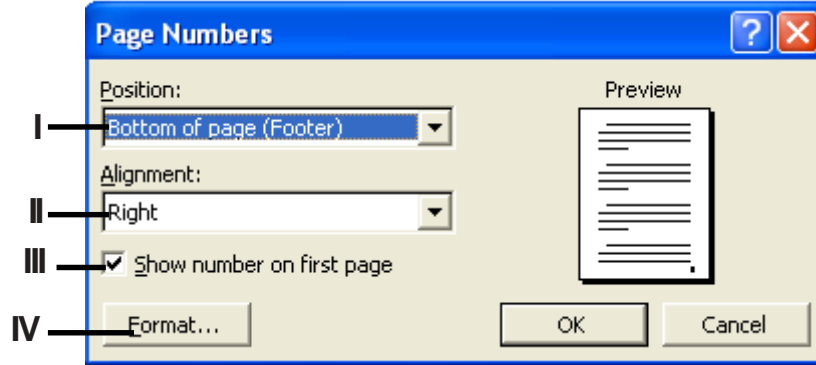 Page Numbers
Position:
Preview
I
Bottom of page (Footer)
Alignment:
II
Right
III
Show number on first page
IV
Format...
OK
Cancel